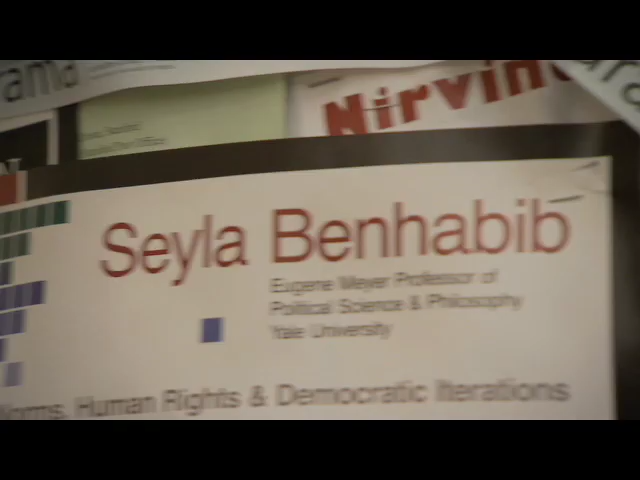 Nirvin
Seyla Benhabib
Eugene Meyer Professor of
Political Science & Philosophy
Yale University
Norms, Human Rights & Democratic Iterations